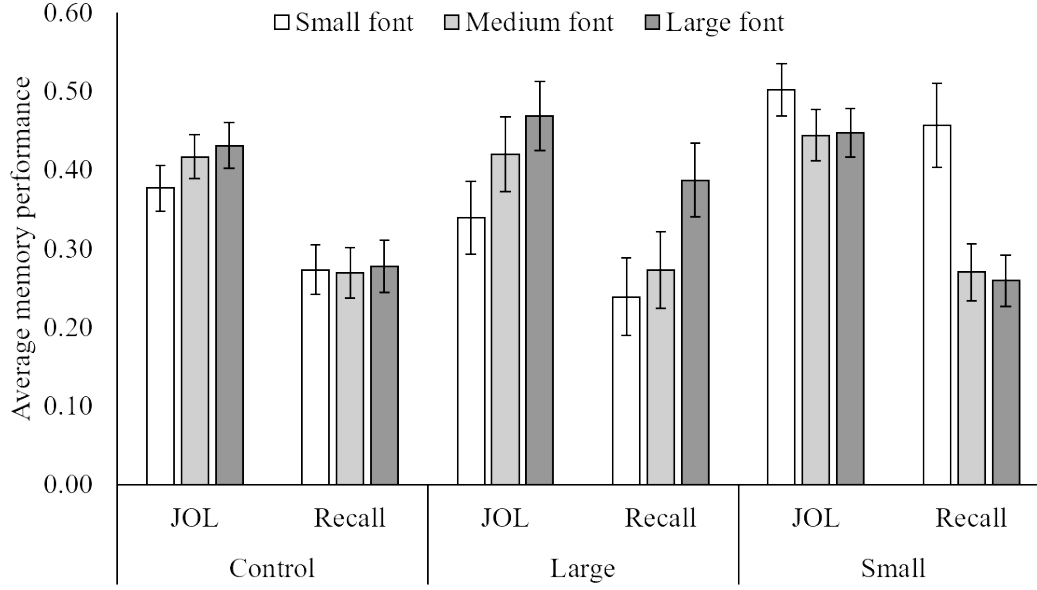 0.60
Small font Medium font Large font
0.50
0.40
0.30
0.20
0.10
0.00
Average memory performance
JOL Recall JOL Recall JOL Recall
Control Large Small